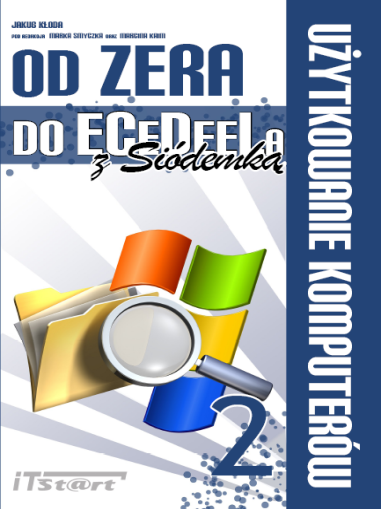 JAKUB KŁODA
POD REDAKCJĄ MARKA SMYCZKA ORAZ MARCINA KAIM
OD ZERA
DO ECeDeeLa
z Siódemką
UŻYTKOWANIE KOMPUTERÓW
2
iTSt@rt